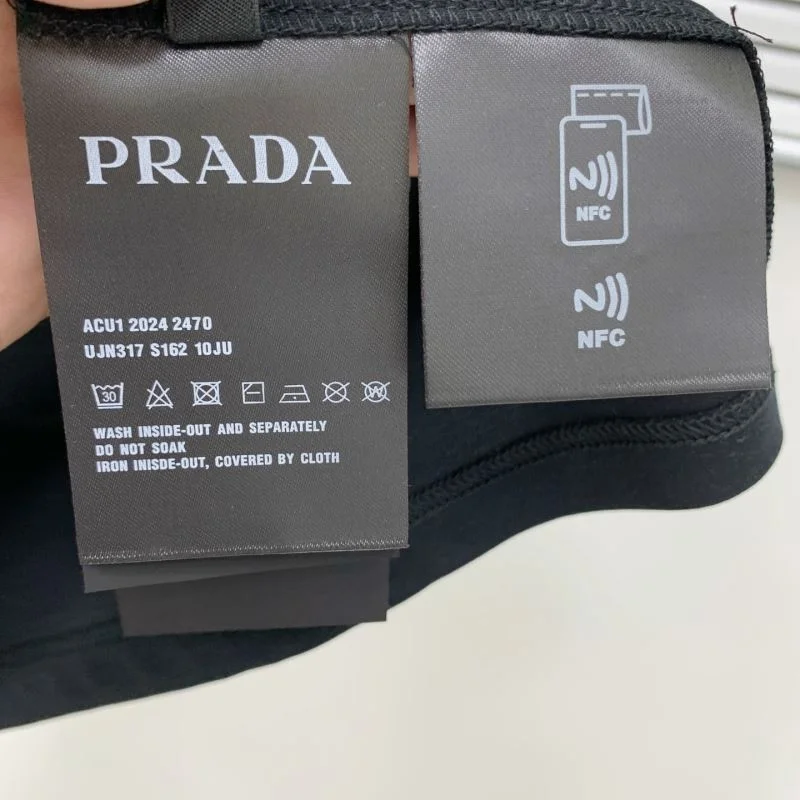 PRADA
ACU1 2024 2470
UJN317 S162 10JU
30
W
WASH INSIDE-OUT AND SEPARATELY
DO NOT SOAK
IRON INISDE-OUT, COVERED BY CLOTH
NFC
NFC